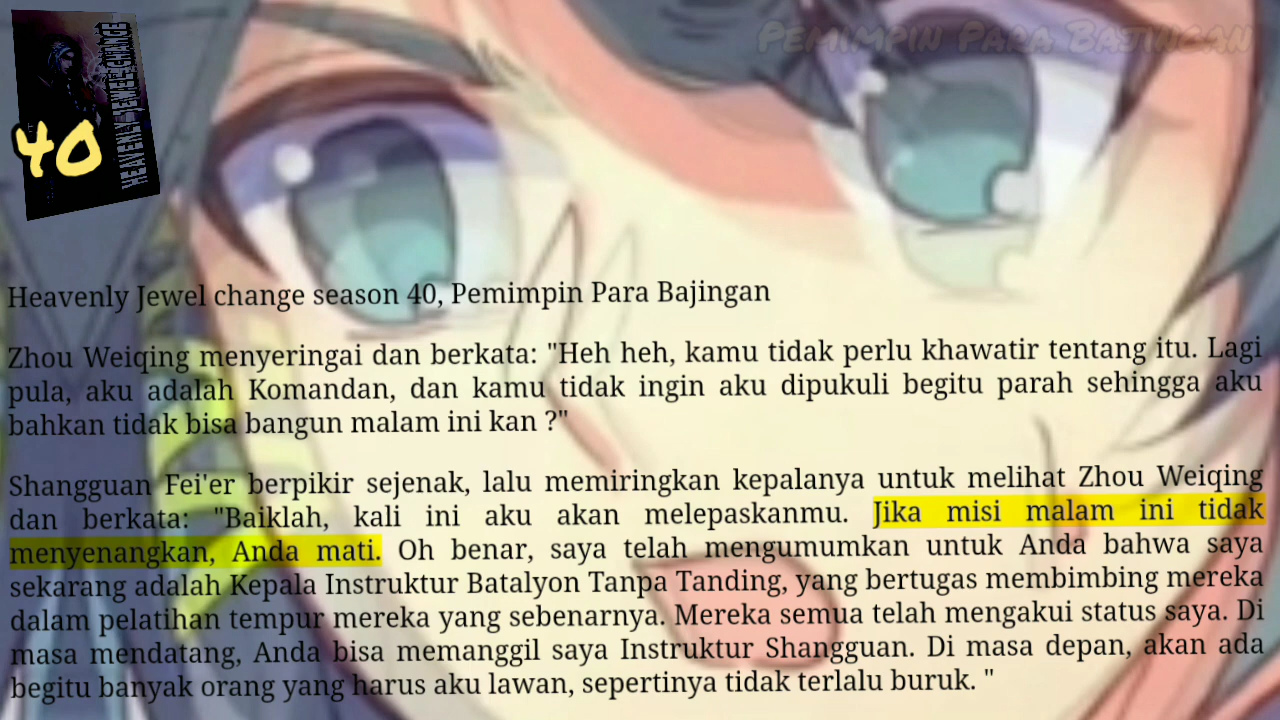 Pemimpin Para Bajingan
HEAVENLY JEWEL CHANGE
40
Heavenly Jewel change season 40, Pemimpin Para Bajingan
Zhou Weiqing menyeringai dan berkata: "Heh heh, kamu tidak perlu khawatir tentang itu. Lagi
pula, aku adalah Komandan, dan kamu tidak ingin aku dipukuli begitu parah sehingga aku
bahkan tidak bisa bangun malam ini kan ?"
Shangguan Fei'er berpikir sejenak, lalu memiringkan kepalanya untuk melihat Zhou Weiqing
dan berkata: "Baiklah, kali ini aku akan melepaskanmu. Jika misi malam ini tidak
menyenangkan, Anda mati. Oh benar, saya telah mengumumkan untuk Anda bahwa saya
sekarang adalah Kepala Instruktur Batalyon Tanpa Tanding, yang bertugas membimbing mereka
dalam pelatihan tempur mereka yang sebenarnya. Mereka semua telah mengakui status saya. Di
masa mendatang, Anda bisa memanggil saya Instruktur Shangguan. Di masa depan, akan ada
begitu banyak orang yang harus aku lawan, sepertinya tidak terlalu buruk. "